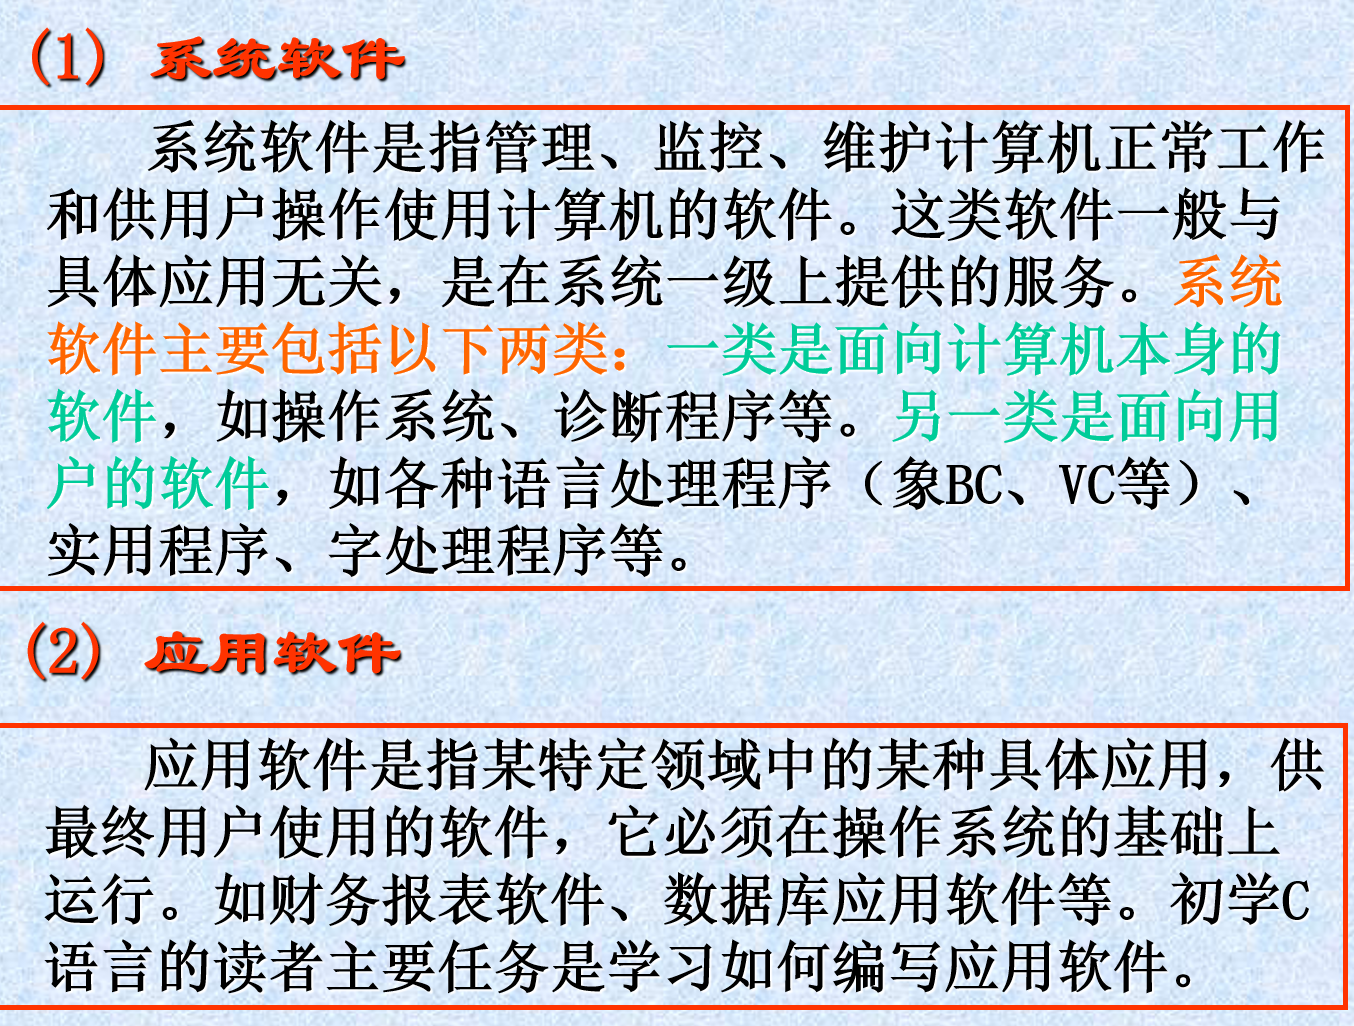 (1) 系统软件
系统软件是指管理、监控、维护计算机正常工作
和供用户操作使用计算机的软件。这类软件一般与
具体应用无关，是在系统一级上提供的服务。系统
软件主要包括以下两类：一类是面向计算机本身的
软件，如操作系统、诊断程序等。另一类是面向用
户的软件，如各种语言处理程序（象BC、VC等）、
实用程序、字处理程序等。
(2) 应用软件
应用软件是指某特定领域中的某种具体应用，供
最终用户使用的软件，它必须在操作系统的基础上
运行。如财务报表软件、数据库应用软件等。初学C
语言的读者主要任务是学习如何编写应用软件。